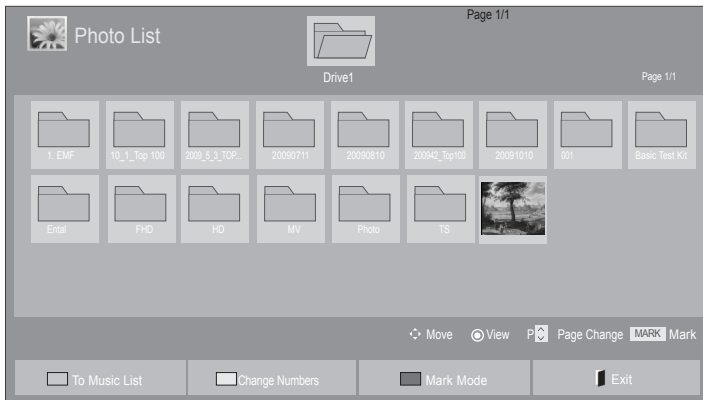 Page 1/1
Photo List
Drive1
Page 1/1
1. EMF 10_1_Top 100 2009_5_3_TOP... 20090711 20090810 200942_Top100 20091010 001 Basic Test Kit
Ental FHD HD MV Photo TS
Move View P Page Change MARK Mark
To Music List Change Numbers Mark Mode Exit